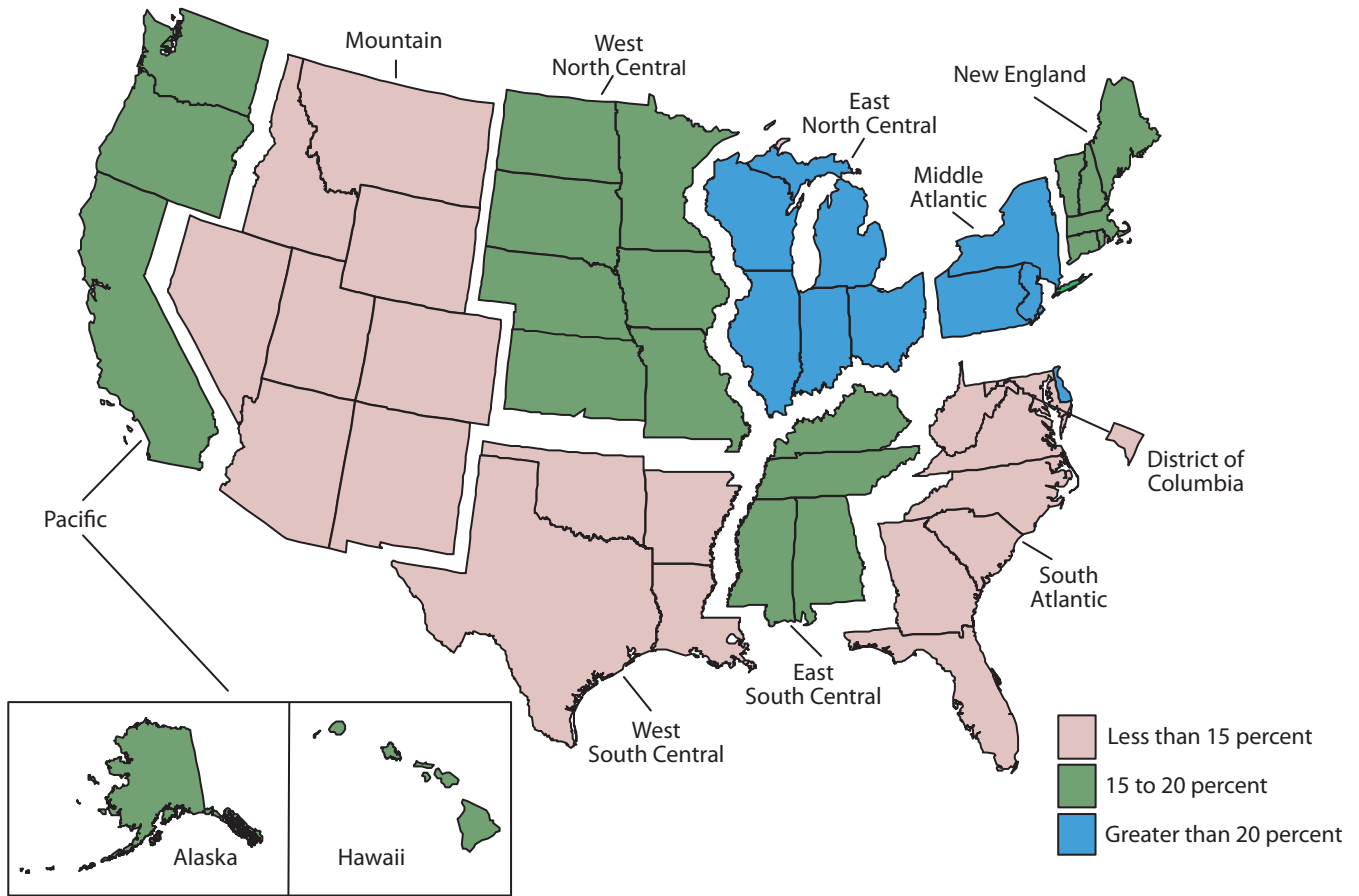 Mountain
West
North Central
New England
East
North Central
Middle
Atlantic
District of
Columbia
Pacific
South
Atlantic
East
South Central
West
South Central
Less than 15 percent
15 to 20 percent
Greater than 20 percent
Alaska
Hawaii